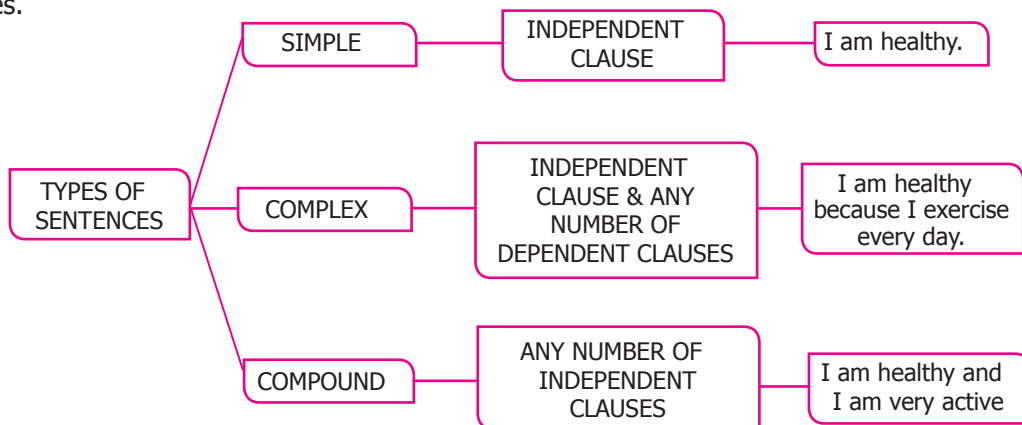 es.
SIMPLE
INDEPENDENT
CLAUSE
I am healthy.
TYPES OF
SENTENCES
COMPLEX
INDEPENDENT
CLAUSE & ANY
NUMBER OF
DEPENDENT CLAUSES
I am healthy
because I exercise
every day.
COMPOUND
ANY NUMBER OF
INDEPENDENT
CLAUSES
I am healthy and
I am very active